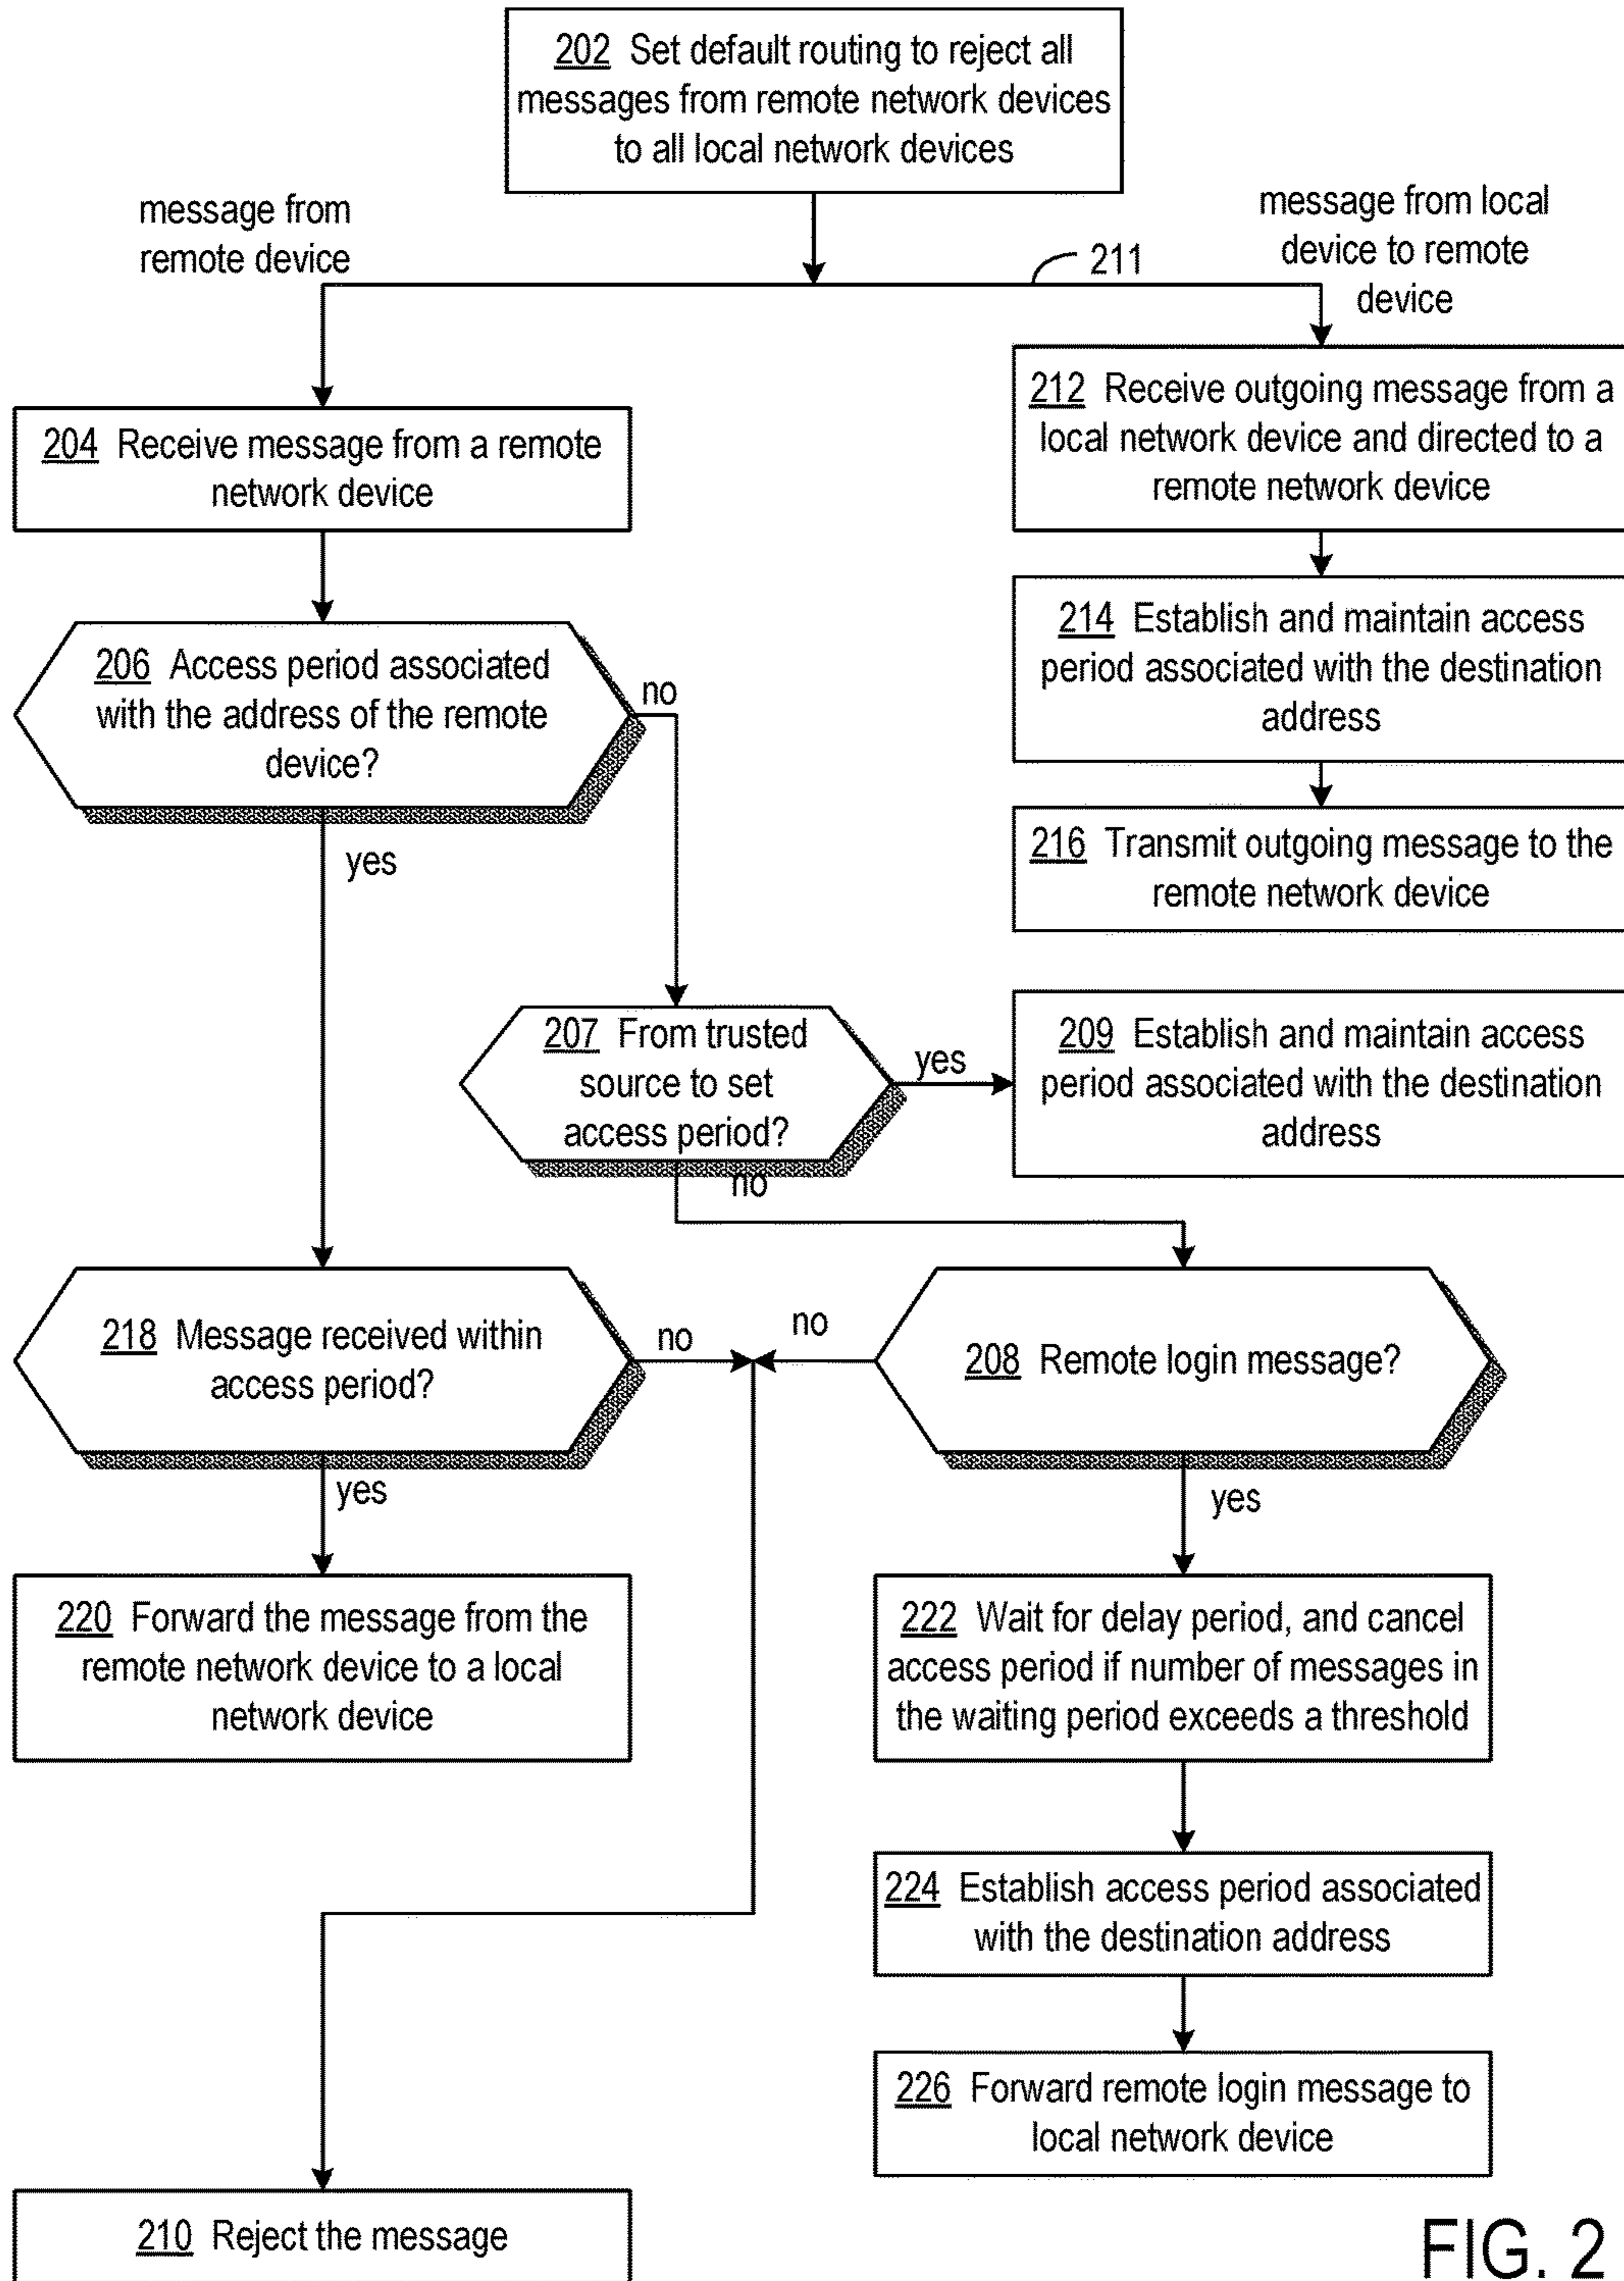 202 Set default routing to reject all
messages from remote network devices
to all local network devices
message from
remote device
message from local
device to remote
device
211
204 Receive message from a remote
network device
212 Receive outgoing message from a
local network device and directed to a
remote network device
206 Access period associated
with the address of the remote
device?
no
yes
214 Establish and maintain access
period associated with the destination
address
216 Transmit outgoing message to the
remote network device
207 From trusted
source to set
access period?
yes
no
209 Establish and maintain access
period associated with the destination
address
218 Message received within
access period?
no
yes
no
208 Remote login message?
yes
220 Forward the message from the
remote network device to a local
network device
222 Wait for delay period, and cancel
access period if number of messages in
the waiting period exceeds a threshold
224 Establish access period associated
with the destination address
226 Forward remote login message to
local network device
210 Reject the message
FIG. 2